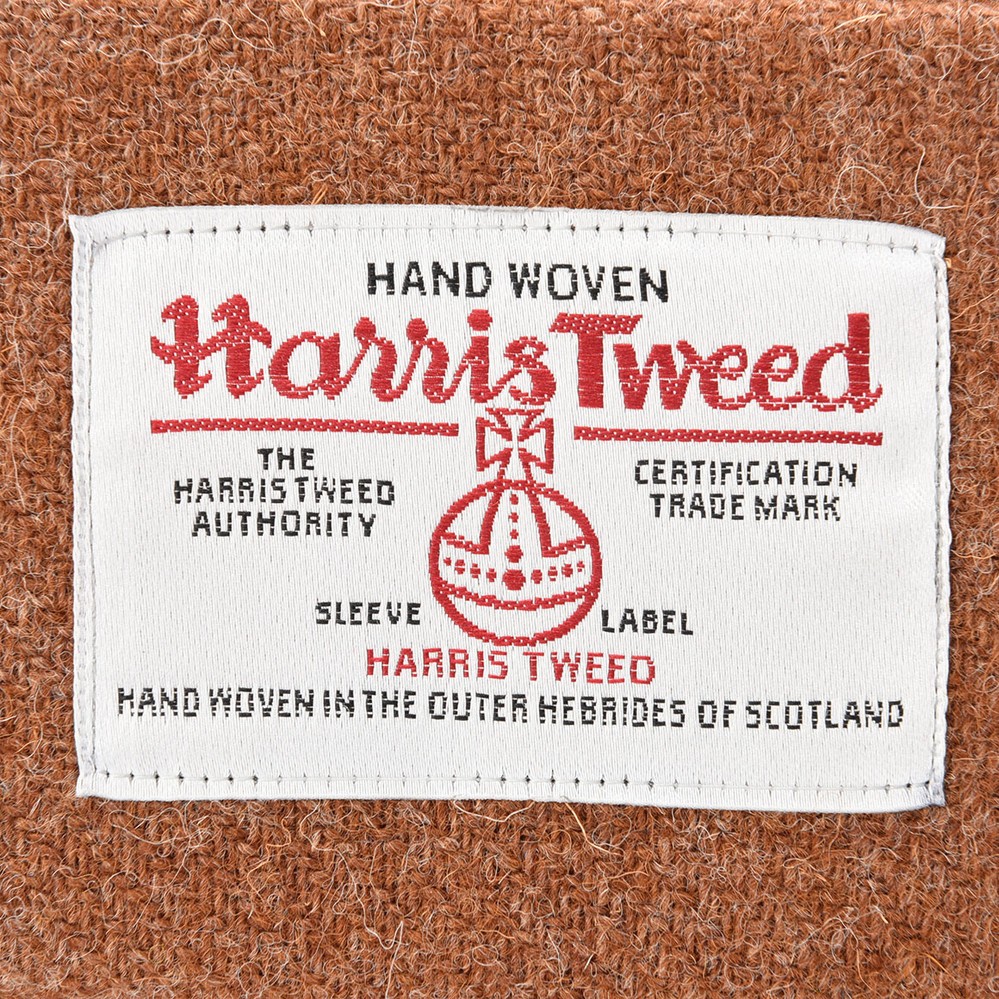 HAND WOVEN
Harris Tweed
THE
HARRIS TWEED
AUTHORITY
CERTIFICATION
TRADE MARK
SLEEVE LABEL
HARRIS TWEED
HAND WOVEN IN THE OUTER HEBRIDES OF SCOTLAND